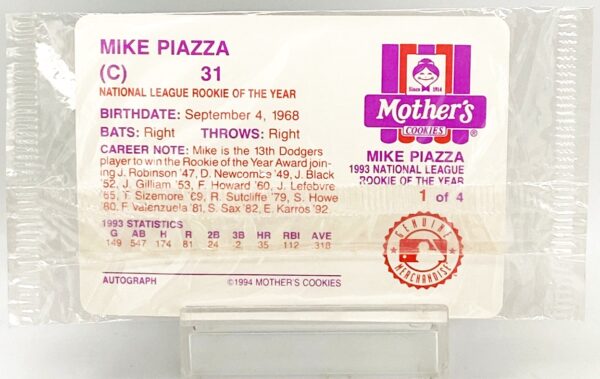 MIKE PIAZZA
(C) 31
NATIONAL LEAGUE ROOKIE OF THE YEAR
BIRTHDATE: September 4, 1968
BATS: Right THROWS: Right
CAREER NOTE: Mike is the 13th Dodgers
player to win the Rookie of the Year Award join-
ing J. Robinson '47, D. Newcombe '49, J. Black
'52, J. Gilliam '53, F. Howard '60, J. Lefebvre
'65, T. Sizemore '69, R. Sutcliffe '79, S. Howe
'80, F. Valenzuela '81, S. Sax '82, E. Karros '92.
1993 STATISTICS
G AB H R 2B 3B HR RBI AVE
149 547 174 81 24 2 35 112 318
AUTOGRAPH
©1994 MOTHER'S COOKIES
Since 1914
Mother's
COOKIES ®
MIKE PIAZZA
1993 NATIONAL LEAGUE
ROOKIE OF THE YEAR
1 of 4
GENUINE
MERCHANDISE